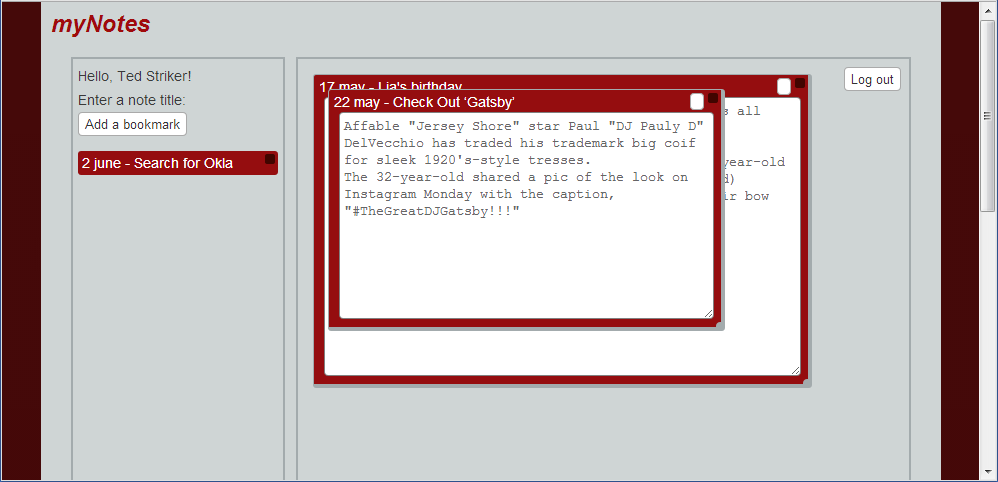 myNotes
Hello, Ted Striker!
Enter a note title:
Add a bookmark
2 june - Search for Okla
Log out
17 may - Lia's birthday
s all
year-old
d)
ir bow
22 may - Check Out ‘Gatsby’
Affable "Jersey Shore" star Paul "DJ Pauly D"
DelVecchio has traded his trademark big coif
for sleek 1920's-style tresses.
The 32-year-old shared a pic of the look on
Instagram Monday with the caption,
"#TheGreatDJGatsby!!!"